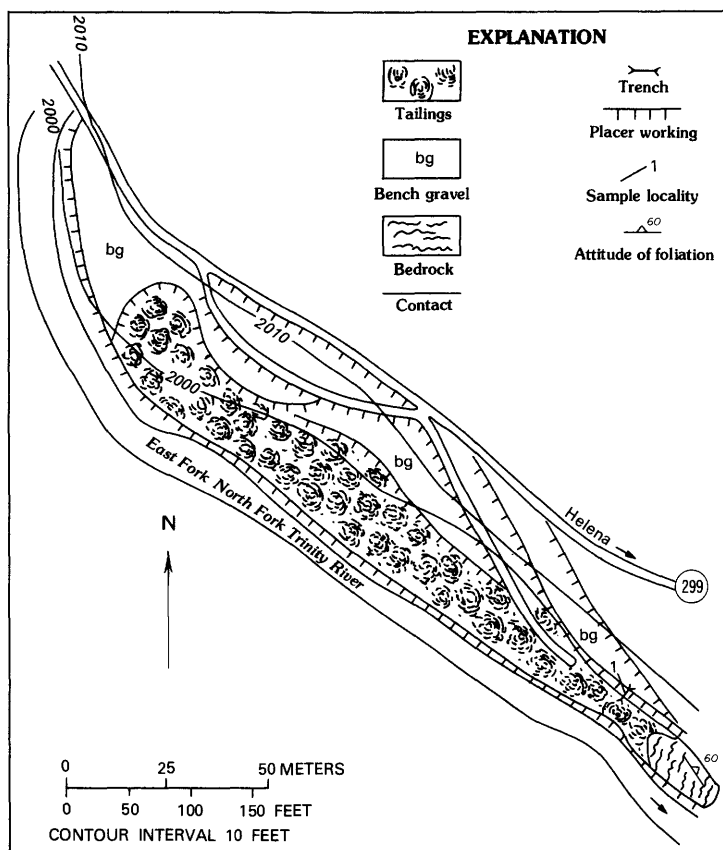 EXPLANATION
Tailings
bg
Bench gravel
Bedrock
Contact
Trench
Placer working
1
Sample locality
60
Attitude of foliation
2010
2000
bg
2010
2000
bg
East Fork North Fork Trinity River
Helena
299
bg
1
60
N
0 25 50 METERS
0 50 100 150 FEET
CONTOUR INTERVAL 10 FEET